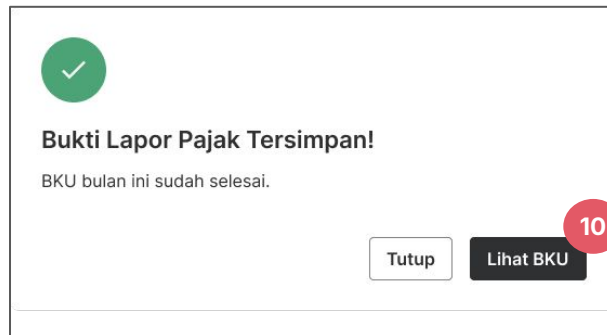 Bukti Lapor Pajak Tersimpan!
BKU bulan ini sudah selesai.
10
Tutup
Lihat BKU